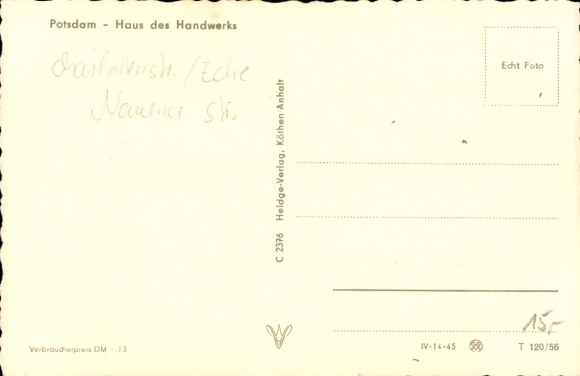 Potsdam - Haus des Handwerks
Charlottenstr. / Ecke
Nauener Str.
Echt Foto
C 2376 Heldge-Verlag, Köthen Anhalt
15,-
Verbraucherpreis DM -.15
IV-14-45
T 120/56